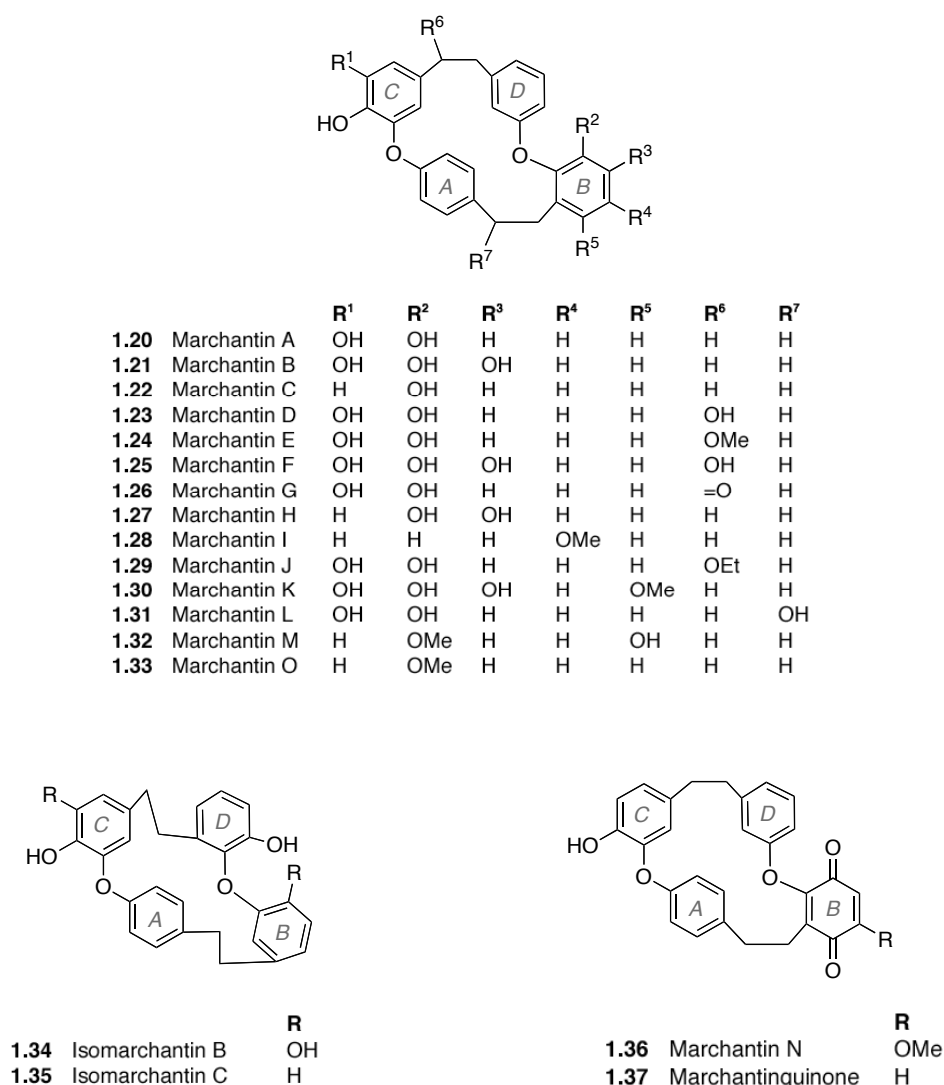 R⁶
R¹
C
D
HO
O
O
R²
R³
A
B
R⁴
R⁵
R⁷
R¹ R² R³ R⁴ R⁵ R⁶ R⁷
1.20 Marchantin A OH OH H H H H H
1.21 Marchantin B OH OH OH H H H H
1.22 Marchantin C H OH H H H H H
1.23 Marchantin D OH OH H H H OH H
1.24 Marchantin E OH OH H H H OMe H
1.25 Marchantin F OH OH OH H H OH H
1.26 Marchantin G OH OH H H H =O H
1.27 Marchantin H H OH OH H H H H
1.28 Marchantin I H H H OMe H H H
1.29 Marchantin J OH OH H H H OEt H
1.30 Marchantin K OH OH OH H OMe H H
1.31 Marchantin L OH OH H H H H OH
1.32 Marchantin M H OMe H H OH H H
1.33 Marchantin O H OMe H H H H H
R
C
D
HO
OH
O
O
R
A
B
R
1.34 Isomarchantin B OH
1.35 Isomarchantin C H
C
D
HO
O
O
O
A
B
R
O
R
1.36 Marchantin N OMe
1.37 Marchantinquinone H